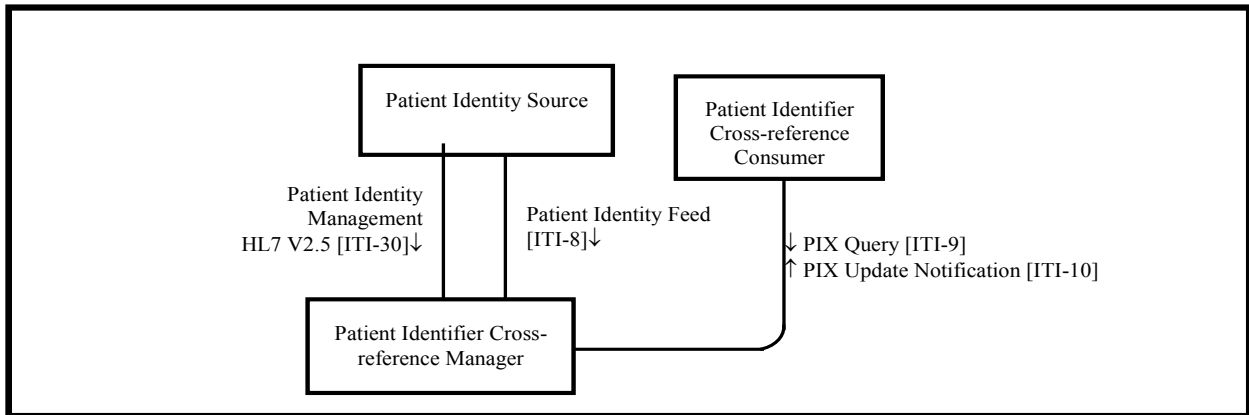 Patient Identity Source
Patient Identifier
Cross-reference
Consumer
Patient Identity
Management
HL7 V2.5 [ITI-30]↓
Patient Identity Feed
[ITI-8]↓
↓ PIX Query [ITI-9]
↑ PIX Update Notification [ITI-10]
Patient Identifier Cross-
reference Manager